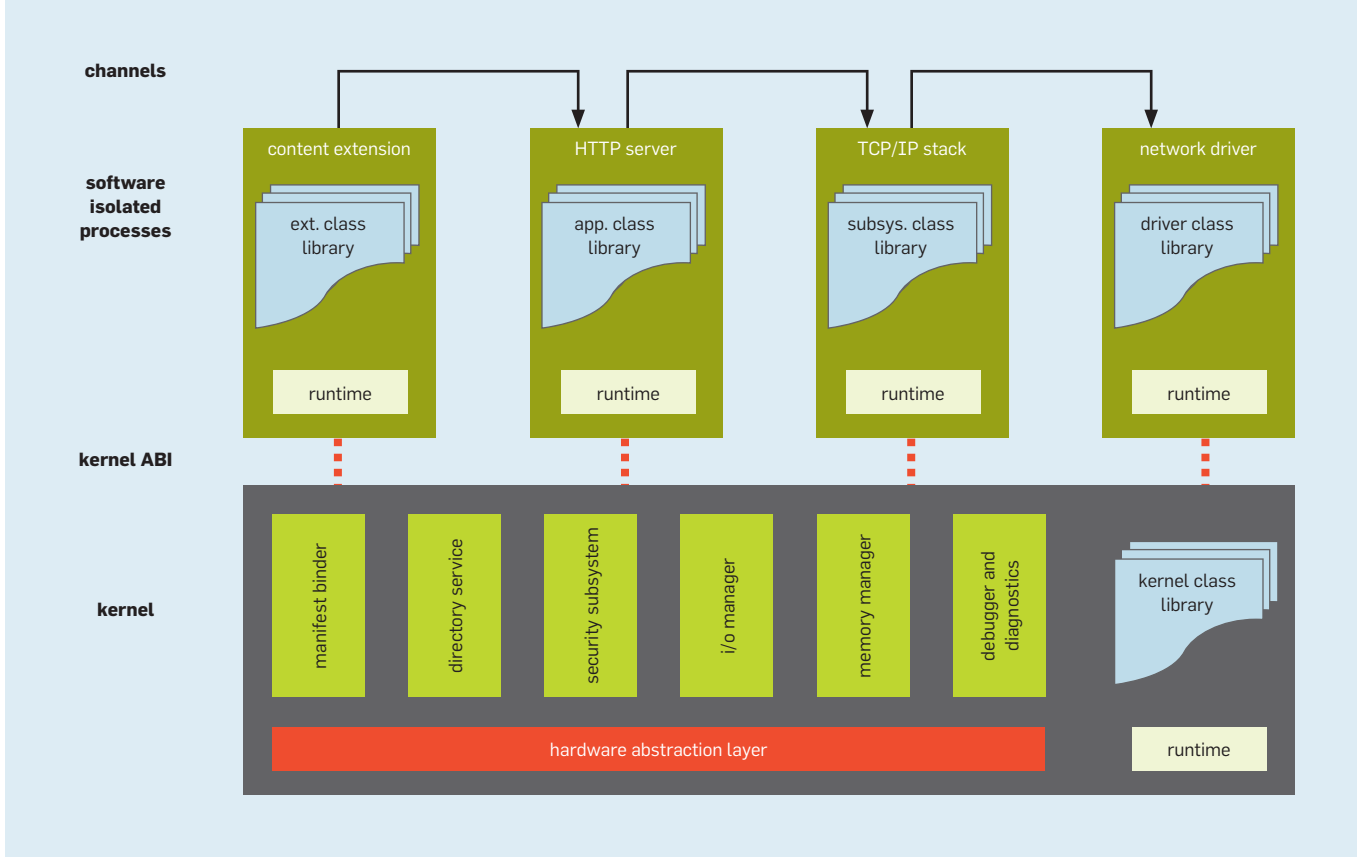 channels
content extension
HTTP server
TCP/IP stack
network driver
software
isolated
processes
ext. class
library
app. class
library
subsys. class
library
driver class
library
runtime
runtime
runtime
runtime
kernel ABI
kernel
manifest binder
directory service
security subsystem
i/o manager
memory manager
debugger and
diagnostics
kernel class
library
hardware abstraction layer
runtime